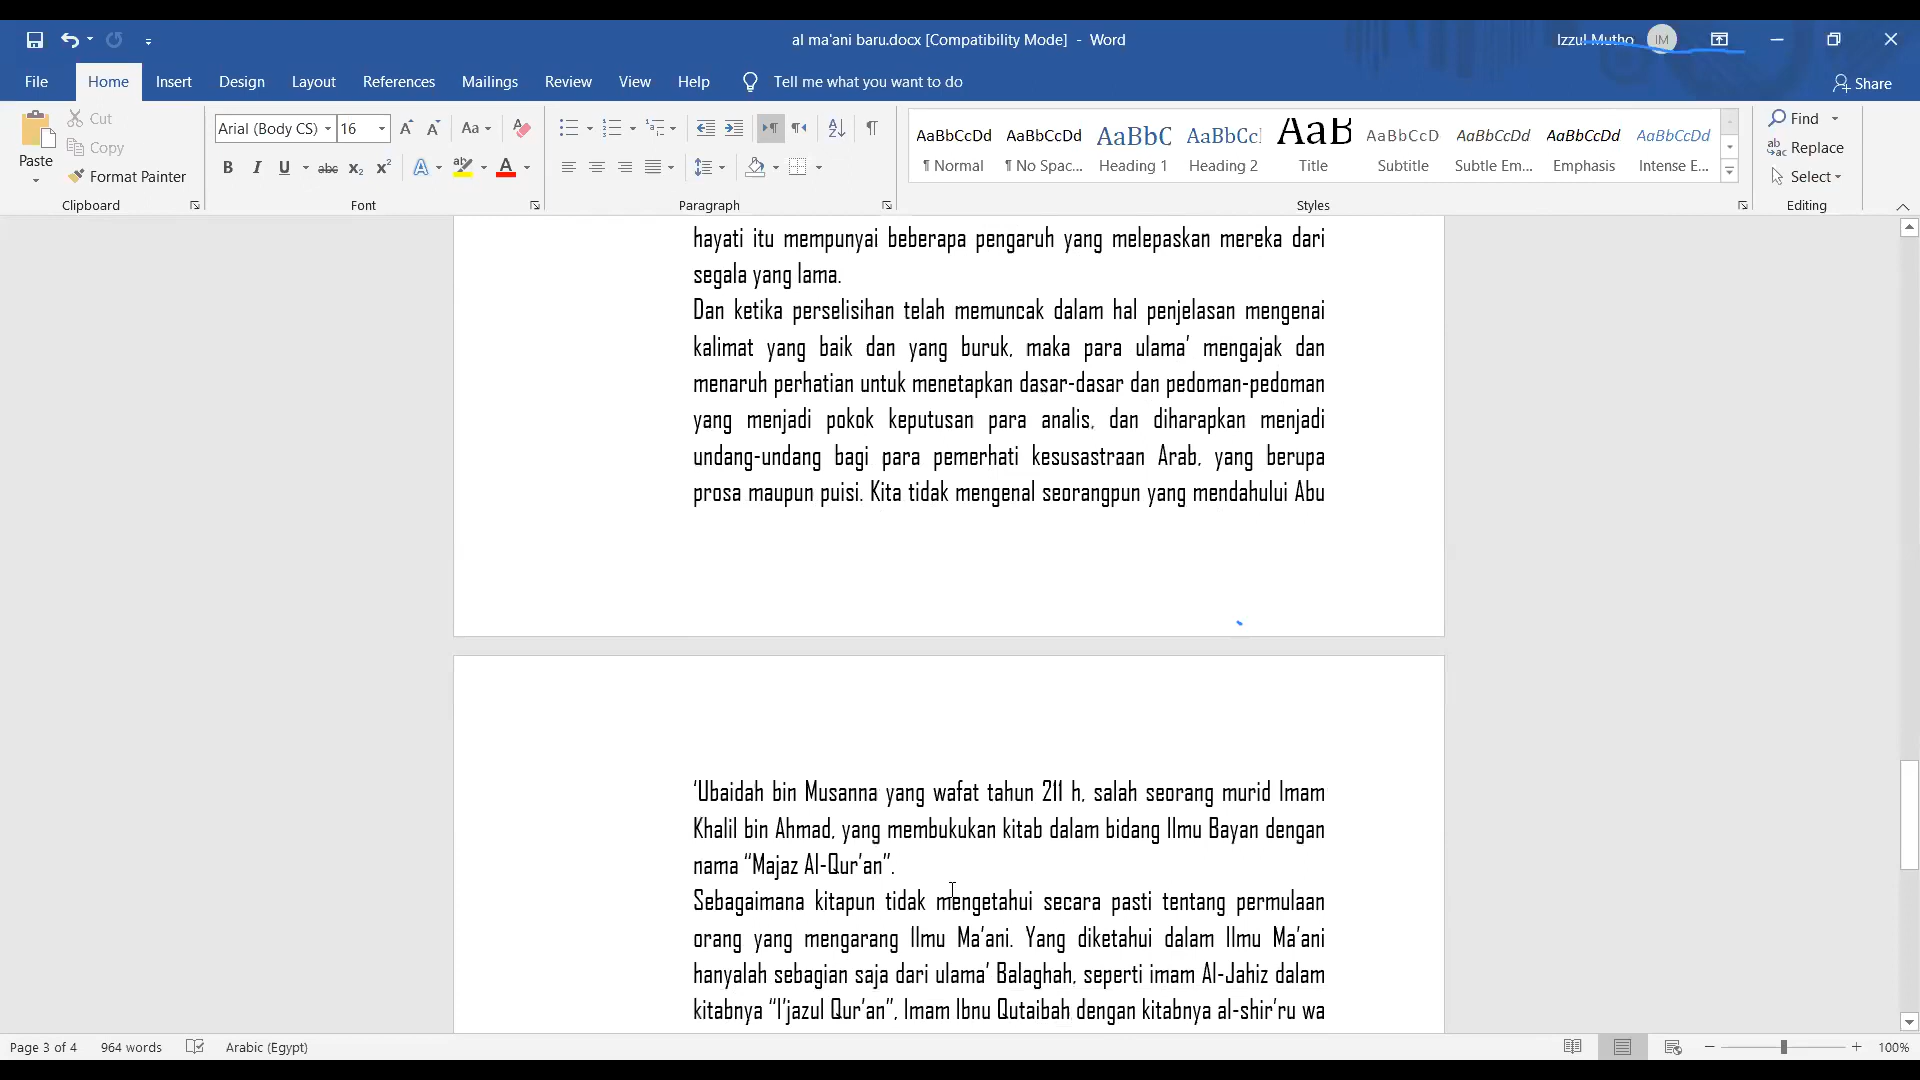 al ma'ani baru.docx [Compatibility Mode] - Word
Izzul Mutho
IM
File Home Insert Design Layout References Mailings Review View Help Tell me what you want to do
Share
Paste
Cut
Copy
Format Painter
Clipboard
Arial (Body CS) 16
Font
Paragraph
AaBbCcDd AaBbCcDd AaBbC AaBbCcl AaB AaBbCcD AaBbCcDd AaBbCcDd AaBbCcDd
¶ Normal ¶ No Spac... Heading 1 Heading 2 Title Subtitle Subtle Em... Emphasis Intense E...
Styles
Find
Replace
Select
Editing
hayati itu mempunyai beberapa pengaruh yang melepaskan mereka dari
segala yang lama.
Dan ketika perselisihan telah memuncak dalam hal penjelasan mengenai
kalimat yang baik dan yang buruk, maka para ulama’ mengajak dan
menaruh perhatian untuk menetapkan dasar-dasar dan pedoman-pedoman
yang menjadi pokok keputusan para analis, dan diharapkan menjadi
undang-undang bagi para pemerhati kesusastraan Arab, yang berupa
prosa maupun puisi. Kita tidak mengenal seorangpun yang mendahului Abu
‘Ubaidah bin Musanna yang wafat tahun 211 h, salah seorang murid Imam
Khalil bin Ahmad, yang membukukan kitab dalam bidang Ilmu Bayan dengan
nama “Majaz Al-Qur’an”.
Sebagaimana kitapun tidak mengetahui secara pasti tentang permulaan
orang yang mengarang Ilmu Ma’ani. Yang diketahui dalam Ilmu Ma’ani
hanyalah sebagian saja dari ulama’ Balaghah, seperti imam Al-Jahiz dalam
kitabnya “I’jazul Qur’an”, Imam Ibnu Qutaibah dengan kitabnya al-shir’ru wa
Page 3 of 4 964 words Arabic (Egypt) 100%